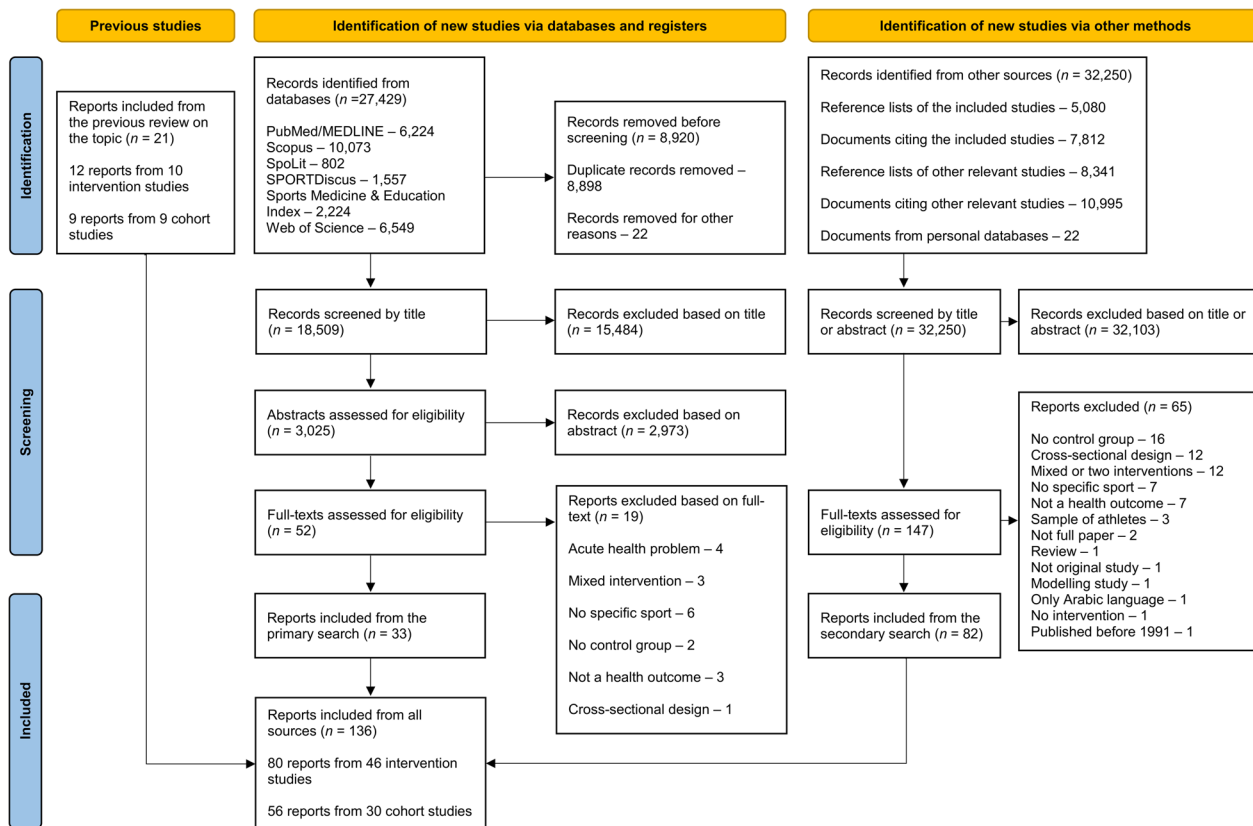 Previous studies
Identification of new studies via databases and registers
Identification of new studies via other methods
Identification
Reports included from
the previous review on
the topic (n = 21)
12 reports from 10
intervention studies
9 reports from 9 cohort
studies
Records identified from
databases (n =27,429)
PubMed/MEDLINE – 6,224
Scopus – 10,073
SpoLit – 802
SPORTDiscus – 1,557
Sports Medicine & Education
Index – 2,224
Web of Science – 6,549
Records removed before
screening (n = 8,920)
Duplicate records removed –
8,898
Records removed for other
reasons – 22
Records identified from other sources (n = 32,250)
Reference lists of the included studies – 5,080
Documents citing the included studies – 7,812
Reference lists of other relevant studies – 8,341
Documents citing other relevant studies – 10,995
Documents from personal databases – 22
Screening
Records screened by title
(n = 18,509)
Records excluded based on title
(n = 15,484)
Records screened by title
or abstract (n = 32,250)
Records excluded based on title or
abstract (n = 32,103)
Abstracts assessed for eligibility
(n = 3,025)
Records excluded based on
abstract (n = 2,973)
Full-texts assessed for eligibility
(n = 52)
Reports excluded based on full-
text (n = 19)
Acute health problem – 4
Mixed intervention – 3
No specific sport – 6
No control group – 2
Not a health outcome – 3
Cross-sectional design – 1
Full-texts assessed for
eligibility (n = 147)
Reports excluded (n = 65)
No control group – 16
Cross-sectional design – 12
Mixed or two interventions – 12
No specific sport – 7
Not a health outcome – 7
Sample of athletes – 3
Not full paper – 2
Review – 1
Not original study – 1
Modelling study – 1
Only Arabic language – 1
No intervention – 1
Published before 1991 – 1
Included
Reports included from the
primary search (n = 33)
Reports included from the
secondary search (n = 82)
Reports included from all
sources (n = 136)
80 reports from 46 intervention
studies
56 reports from 30 cohort studies